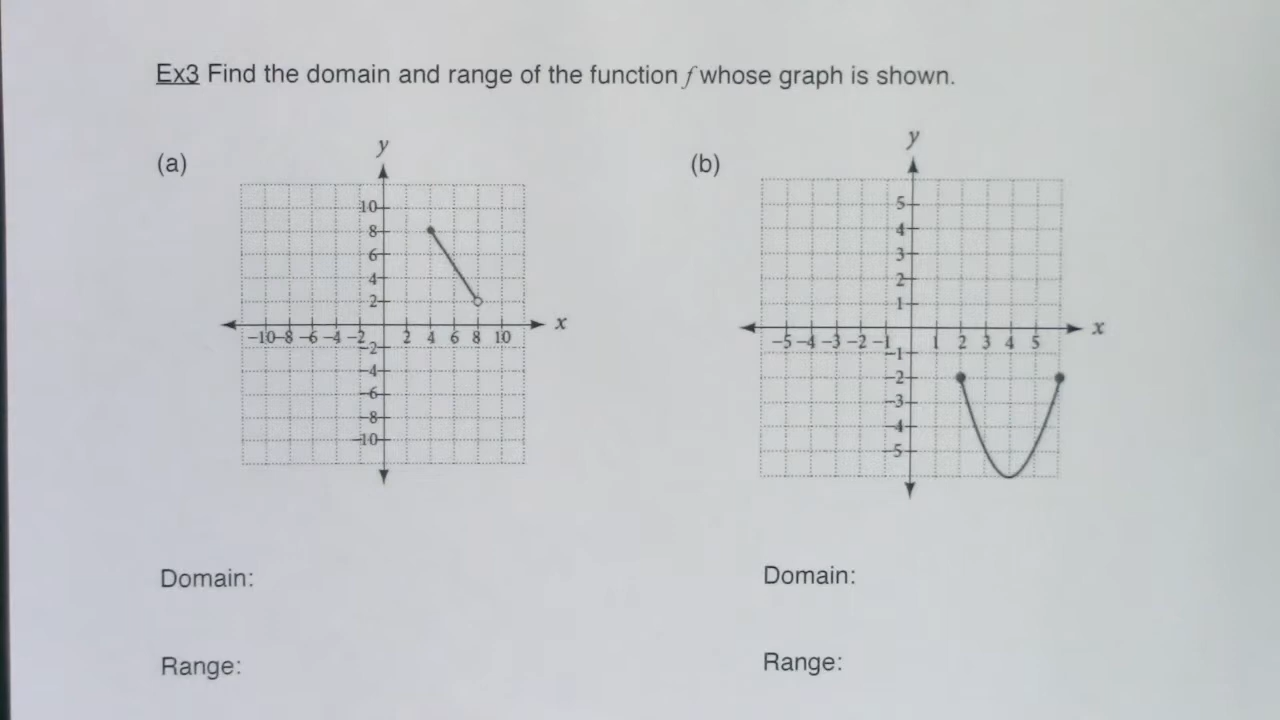 Ex3 Find the domain and range of the function f whose graph is shown.
(a)
y
10
8
6
4
2
-10 -8 -6 -4 -2 2 4 6 8 10 x
-2
-4
-6
-8
-10
Domain:
Range:
(b)
y
5
4
3
2
1
-5 -4 -3 -2 -1 1 2 3 4 5 x
-1
-2
-3
-4
-5
Domain:
Range: